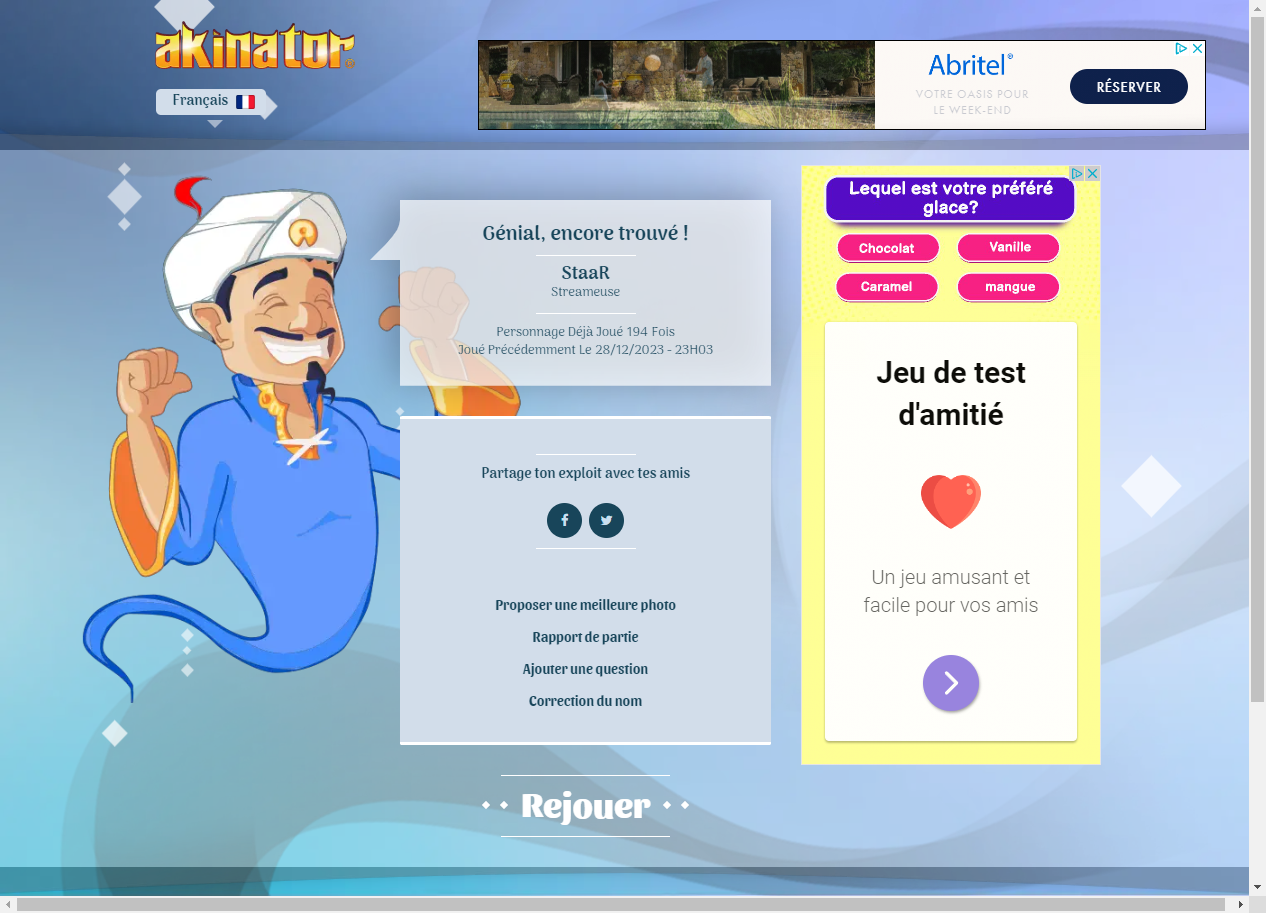 akinator
Français
Abritel®
VOTRE OASIS POUR
LE WEEK-END
RÉSERVER
Génial, encore trouvé !
StaaR
Streameuse
Personnage Déjà Joué 194 Fois
Joué Précédemment Le 28/12/2023 - 23H03
Partage ton exploit avec tes amis
Proposer une meilleure photo
Rapport de partie
Ajouter une question
Correction du nom
Rejouer
Lequel est votre préféré
glace?
Chocolat
Vanille
Caramel
mangue
Jeu de test
d'amitié
Un jeu amusant et
facile pour vos amis